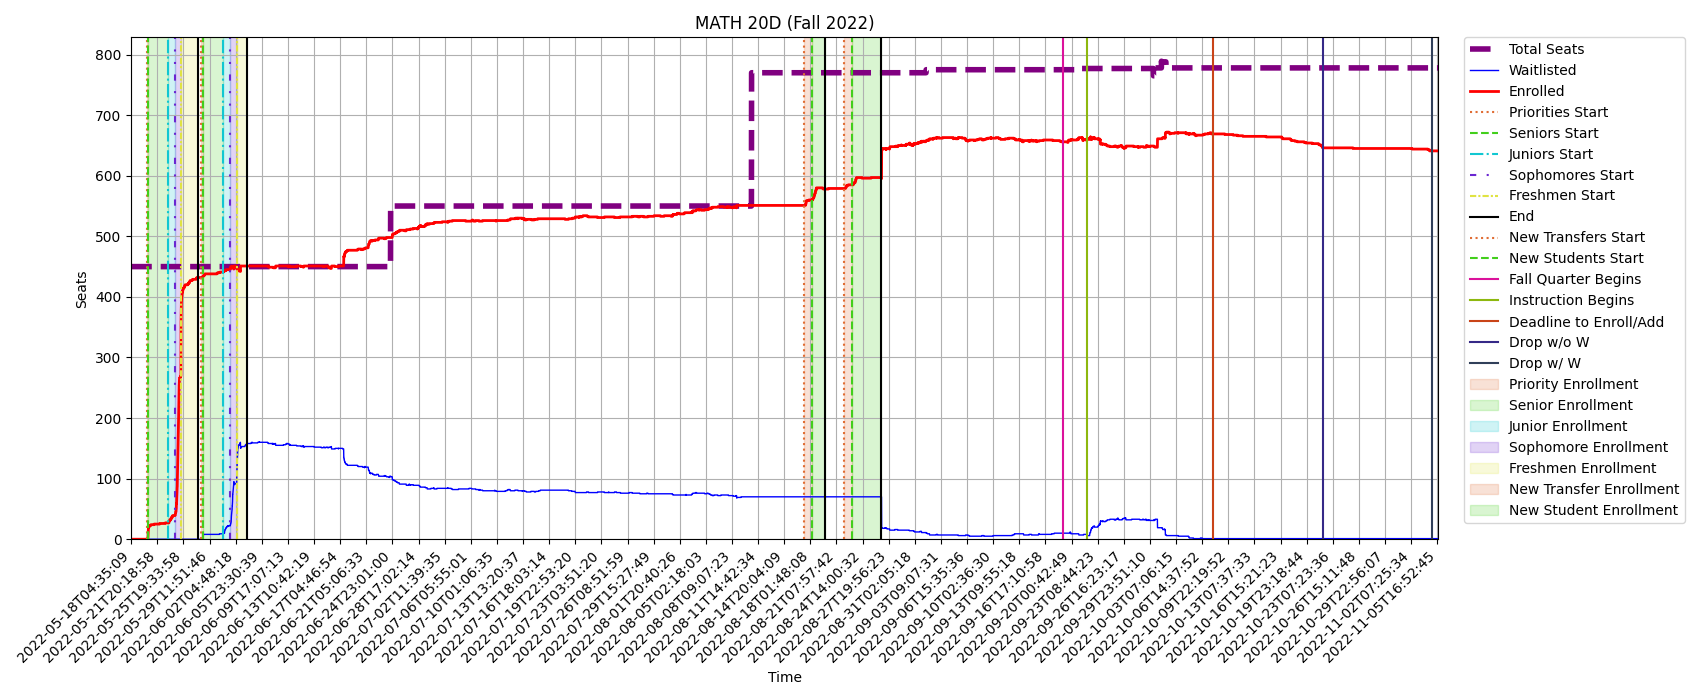 MATH 20D (Fall 2022)
Seats
800
700
600
500
400
300
200
100
0
2022-05-18T04:35:09
2022-05-21T20:18:58
2022-05-25T19:33:58
2022-05-29T11:51:46
2022-06-02T04:48:18
2022-06-05T23:30:39
2022-06-09T17:07:13
2022-06-13T10:42:19
2022-06-17T04:46:54
2022-06-21T05:06:33
2022-06-24T23:01:00
2022-06-28T17:02:14
2022-07-02T11:39:35
2022-07-06T05:55:01
2022-07-10T01:06:35
2022-07-13T13:20:37
2022-07-16T18:03:14
2022-07-19T22:53:20
2022-07-23T03:51:20
2022-07-26T08:51:59
2022-07-29T15:27:49
2022-08-01T20:40:26
2022-08-05T02:18:03
2022-08-08T09:07:23
2022-08-11T14:42:34
2022-08-14T20:04:09
2022-08-18T01:48:08
2022-08-21T07:57:42
2022-08-24T14:00:32
2022-08-27T19:56:23
2022-08-31T02:05:18
2022-09-03T09:07:31
2022-09-06T15:35:36
2022-09-10T02:36:30
2022-09-13T09:55:18
2022-09-16T17:10:58
2022-09-20T00:42:49
2022-09-23T08:44:23
2022-09-26T16:23:17
2022-09-29T23:51:10
2022-10-03T07:06:15
2022-10-06T14:37:52
2022-10-09T22:19:52
2022-10-13T07:37:33
2022-10-16T15:21:23
2022-10-19T23:18:44
2022-10-23T07:23:36
2022-10-26T15:11:48
2022-10-29T22:56:07
2022-11-02T07:25:34
2022-11-05T16:52:45
Time
Total Seats
Waitlisted
Enrolled
Priorities Start
Seniors Start
Juniors Start
Sophomores Start
Freshmen Start
End
New Transfers Start
New Students Start
Fall Quarter Begins
Instruction Begins
Deadline to Enroll/Add
Drop w/o W
Drop w/ W
Priority Enrollment
Senior Enrollment
Junior Enrollment
Sophomore Enrollment
Freshmen Enrollment
New Transfer Enrollment
New Student Enrollment